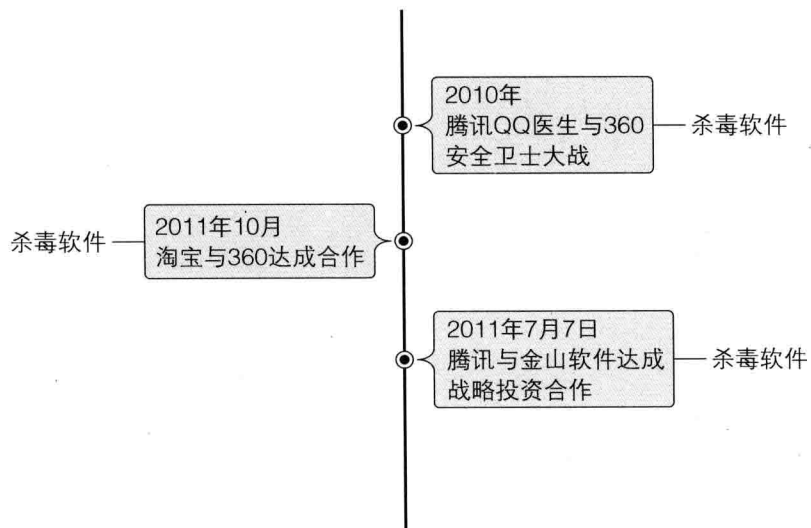 2010年
腾讯QQ医生与360
安全卫士大战
杀毒软件
杀毒软件
2011年10月
淘宝与360达成合作
2011年7月7日
腾讯与金山软件达成
战略投资合作
杀毒软件